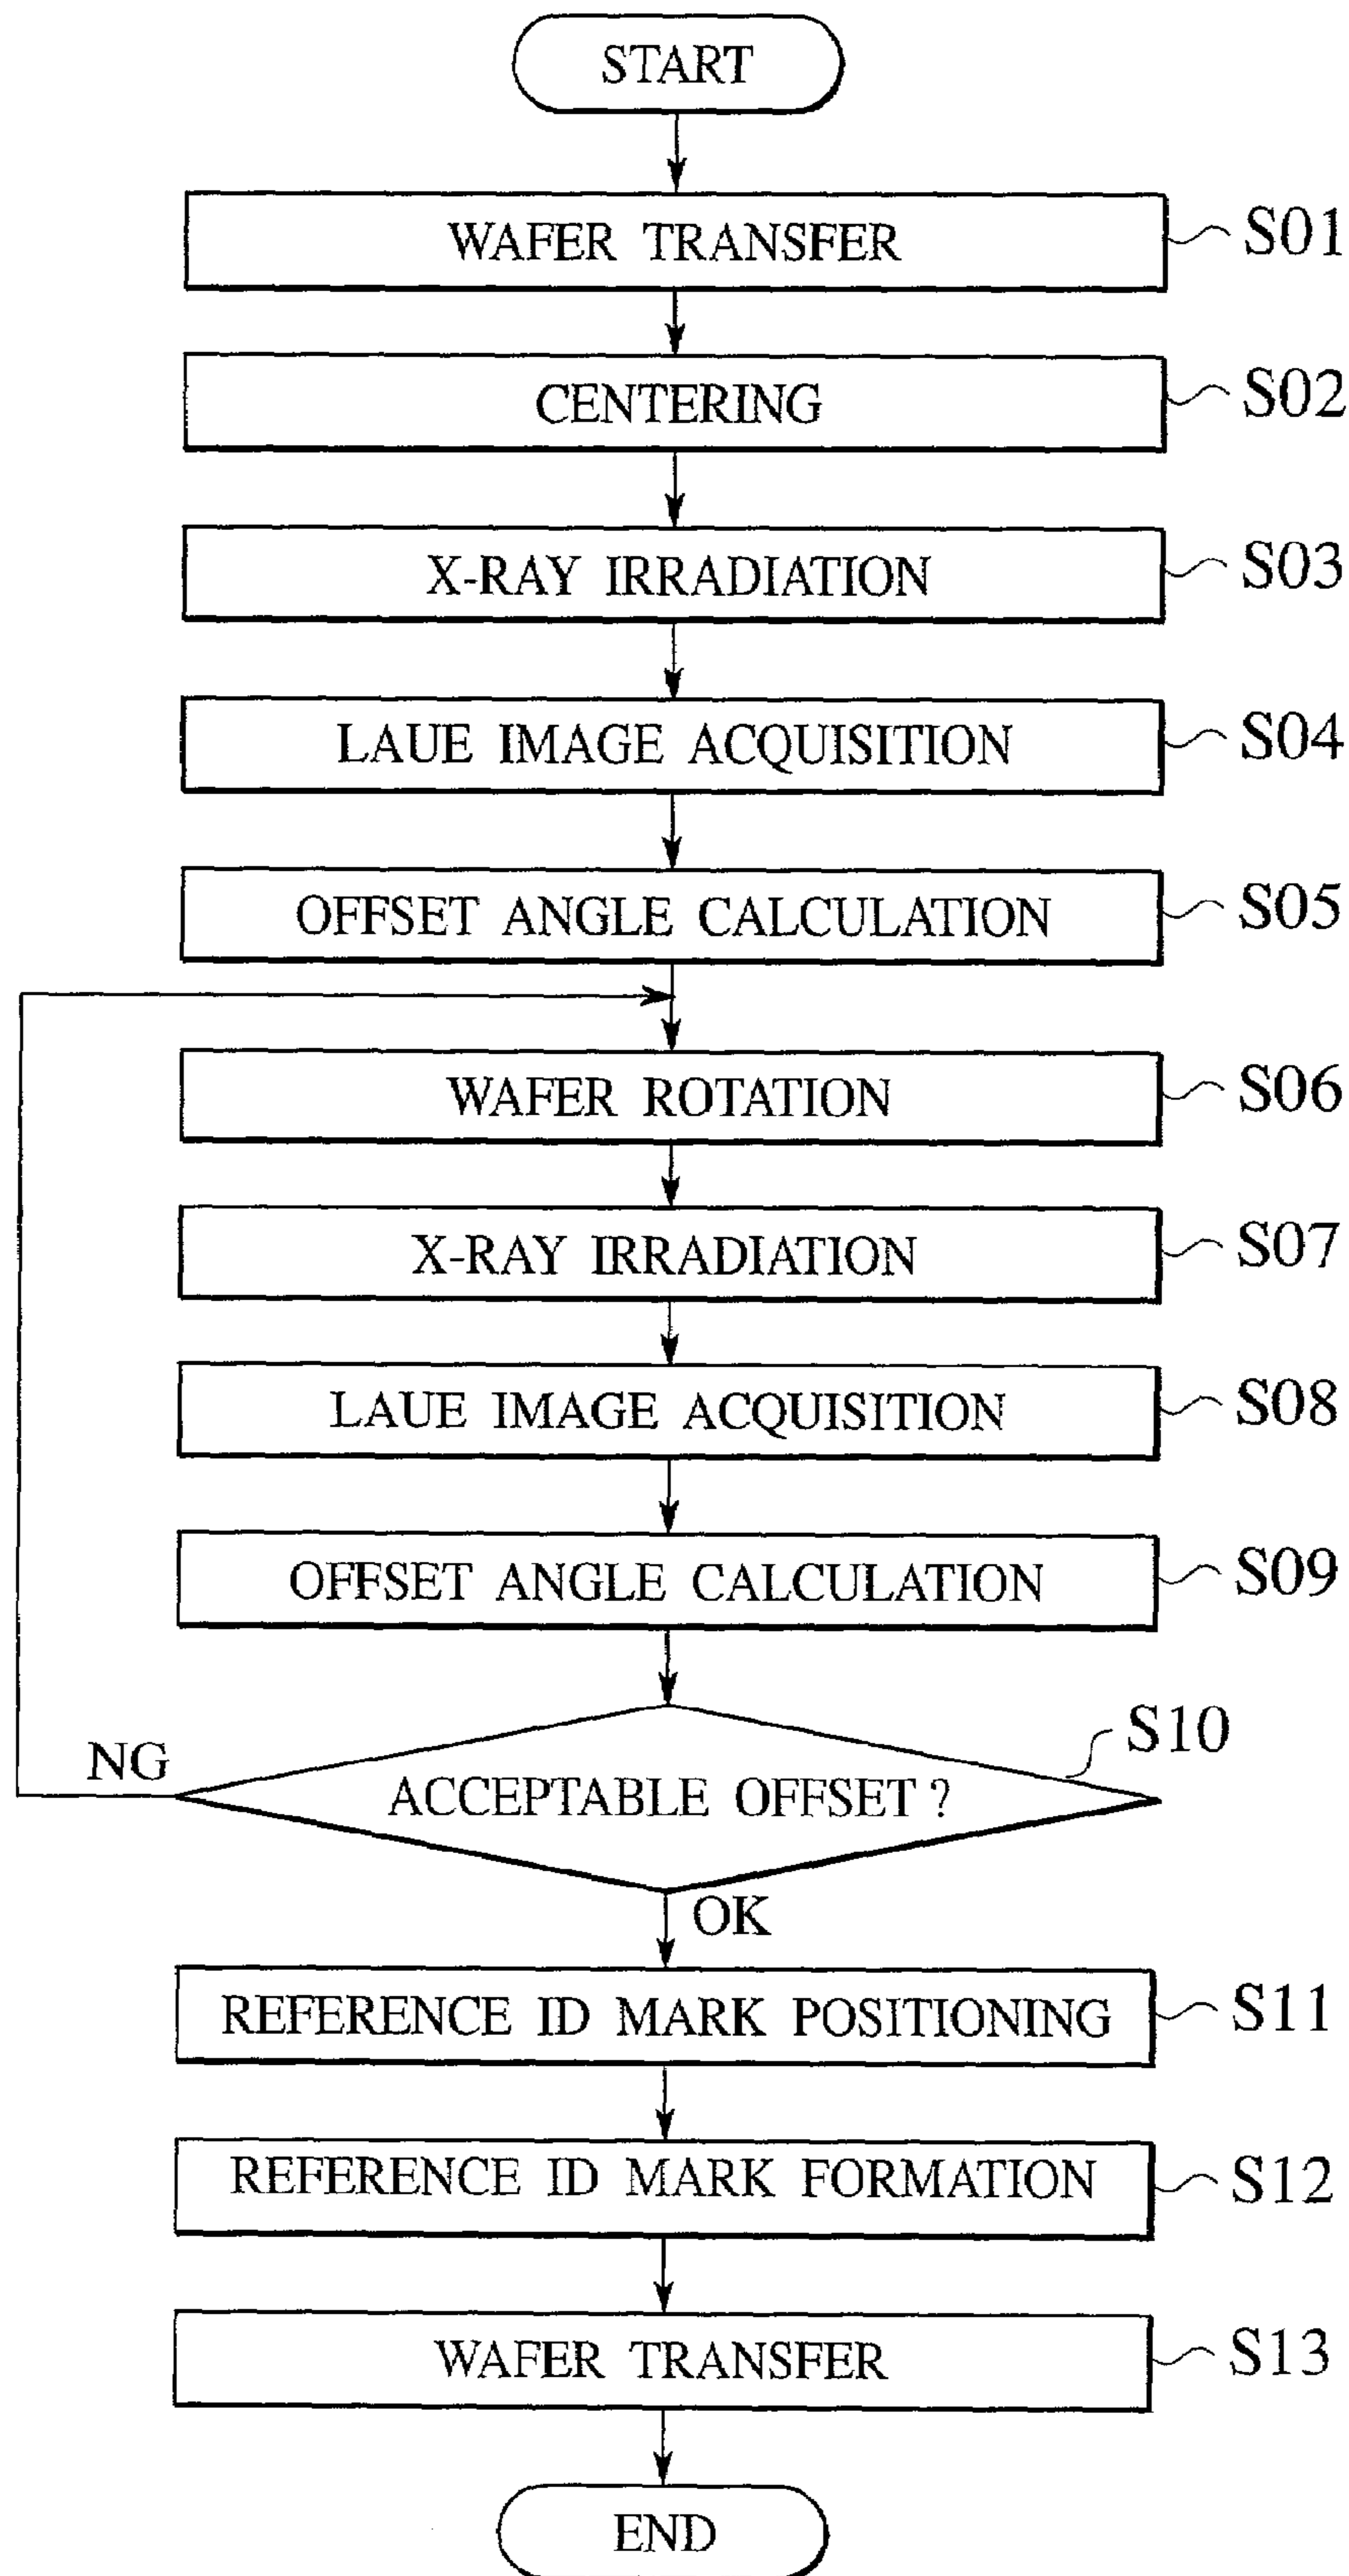 START
WAFER TRANSFER S01
CENTERING S02
X-RAY IRRADIATION S03
LAUE IMAGE ACQUISITION S04
OFFSET ANGLE CALCULATION S05
WAFER ROTATION S06
X-RAY IRRADIATION S07
LAUE IMAGE ACQUISITION S08
OFFSET ANGLE CALCULATION S09
S10
NG
ACCEPTABLE OFFSET ?
OK
REFERENCE ID MARK POSITIONING S11
REFERENCE ID MARK FORMATION S12
WAFER TRANSFER S13
END